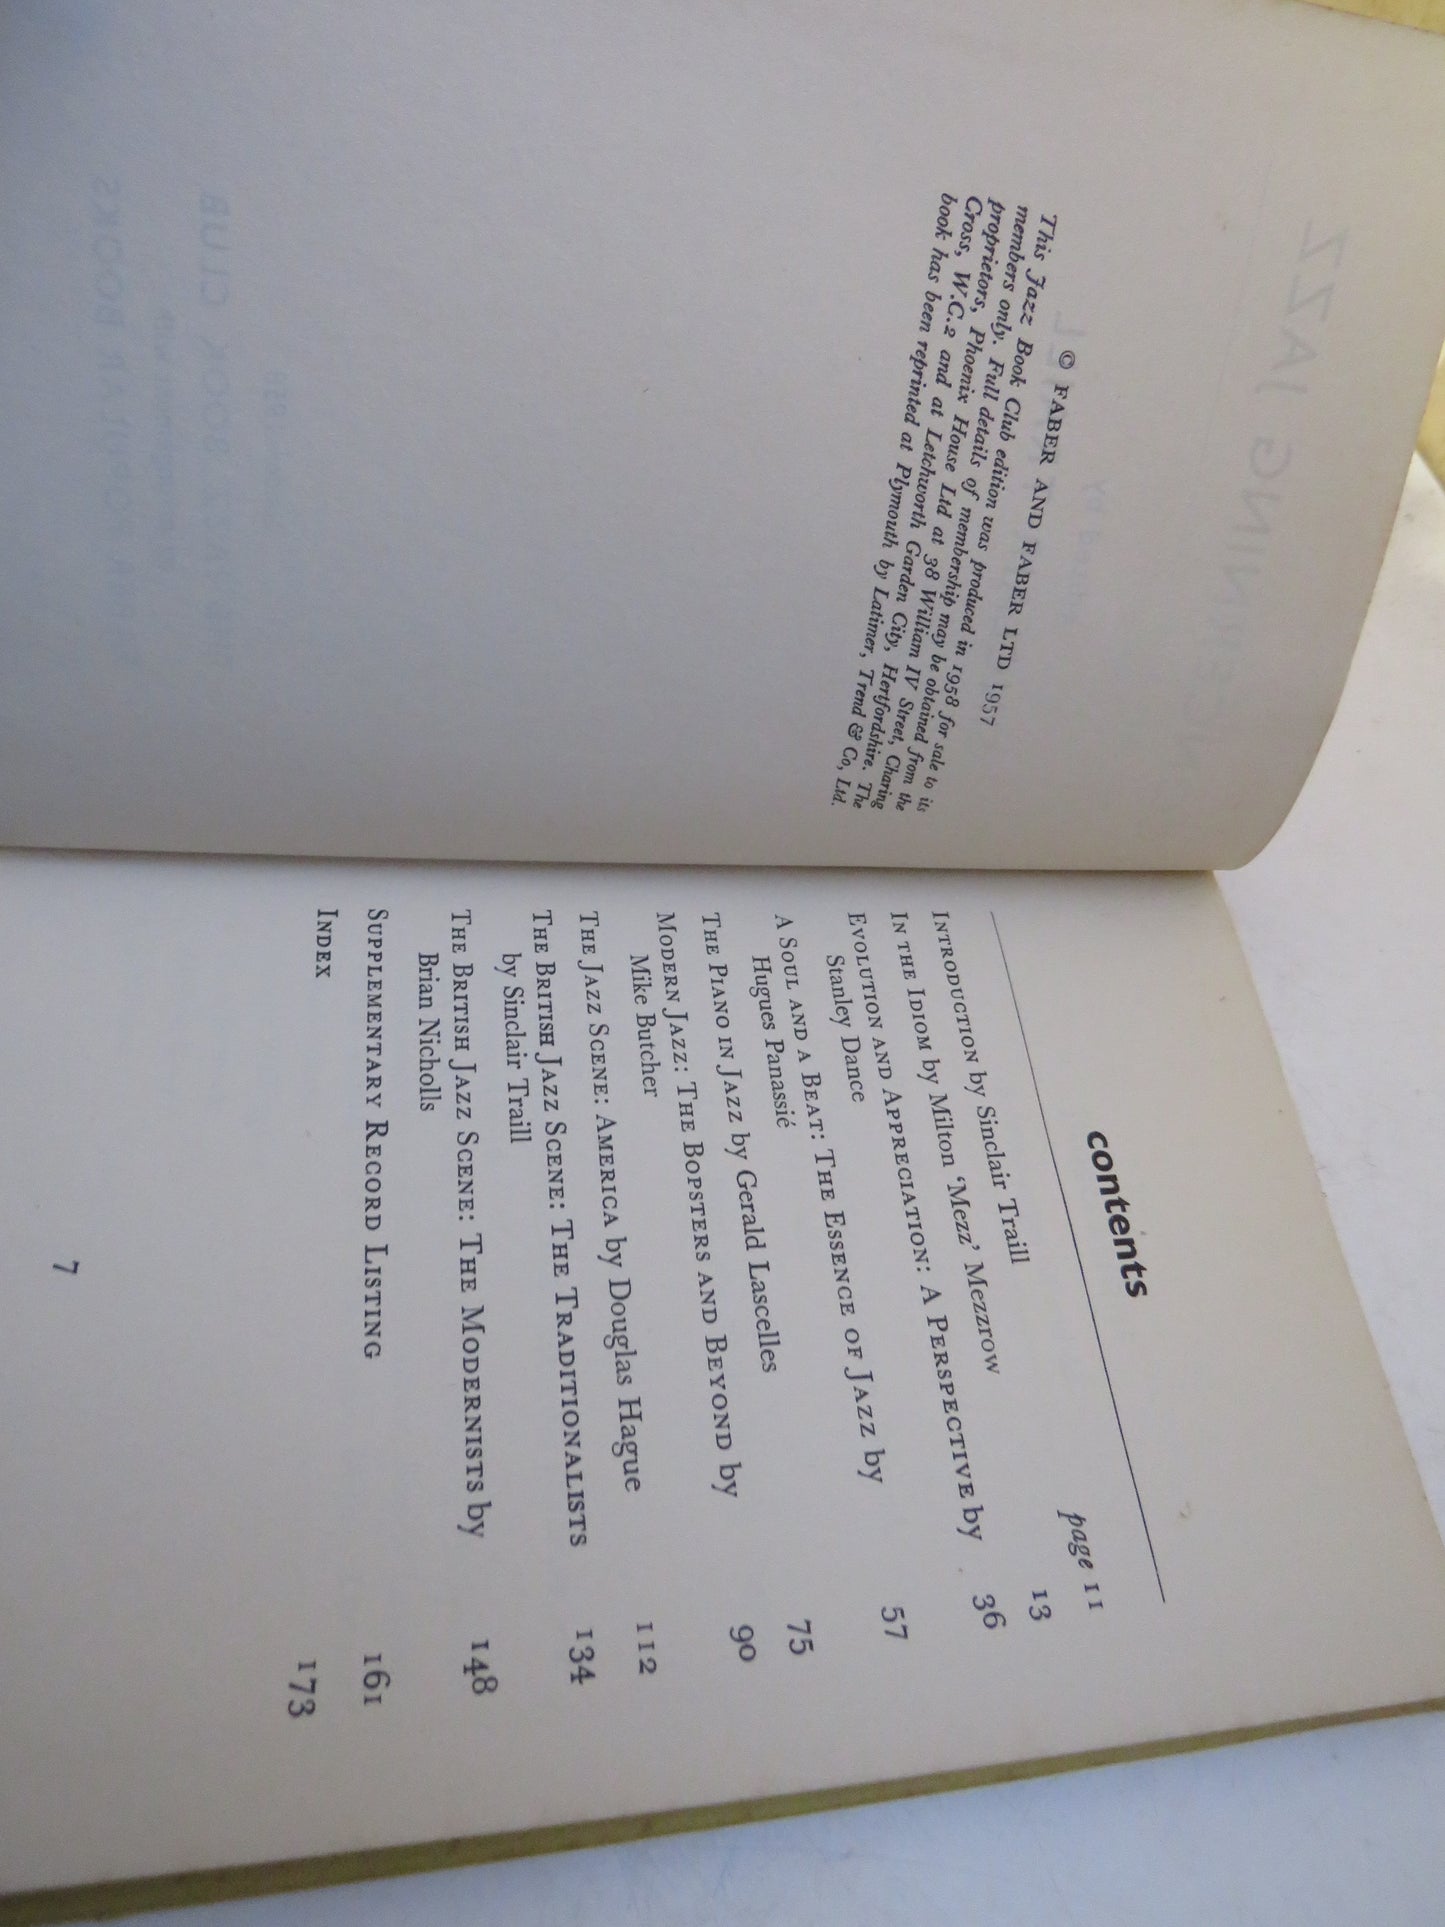 © FABER AND FABER LTD 1957
This Jazz Book Club edition was produced in 1958 for sale to its
members only. Full details of membership may be obtained from the
proprietors, Phoenix House Ltd at 38 William IV Street, Charing
Cross, W.C.2 and at Letchworth Garden City, Hertfordshire. The
book has been reprinted at Plymouth by Latimer, Trend & Co, Ltd.
contents
INTRODUCTION by Sinclair Traill page 11
IN THE IDIOM by Milton ‘Mezz’ Mezzrow 13
EVOLUTION AND APPRECIATION: A PERSPECTIVE by
Stanley Dance 36
A SOUL AND A BEAT: THE ESSENCE OF JAZZ by
Hugues Panassié 57
THE PIANO IN JAZZ by Gerald Lascelles 75
MODERN JAZZ: THE BOPSTERS AND BEYOND by
Mike Butcher 90
THE JAZZ SCENE: AMERICA by Douglas Hague 112
THE BRITISH JAZZ SCENE: THE TRADITIONALISTS
by Sinclair Traill 134
THE BRITISH JAZZ SCENE: THE MODERNISTS by
Brian Nicholls 148
SUPPLEMENTARY RECORD LISTING 161
INDEX 173
7